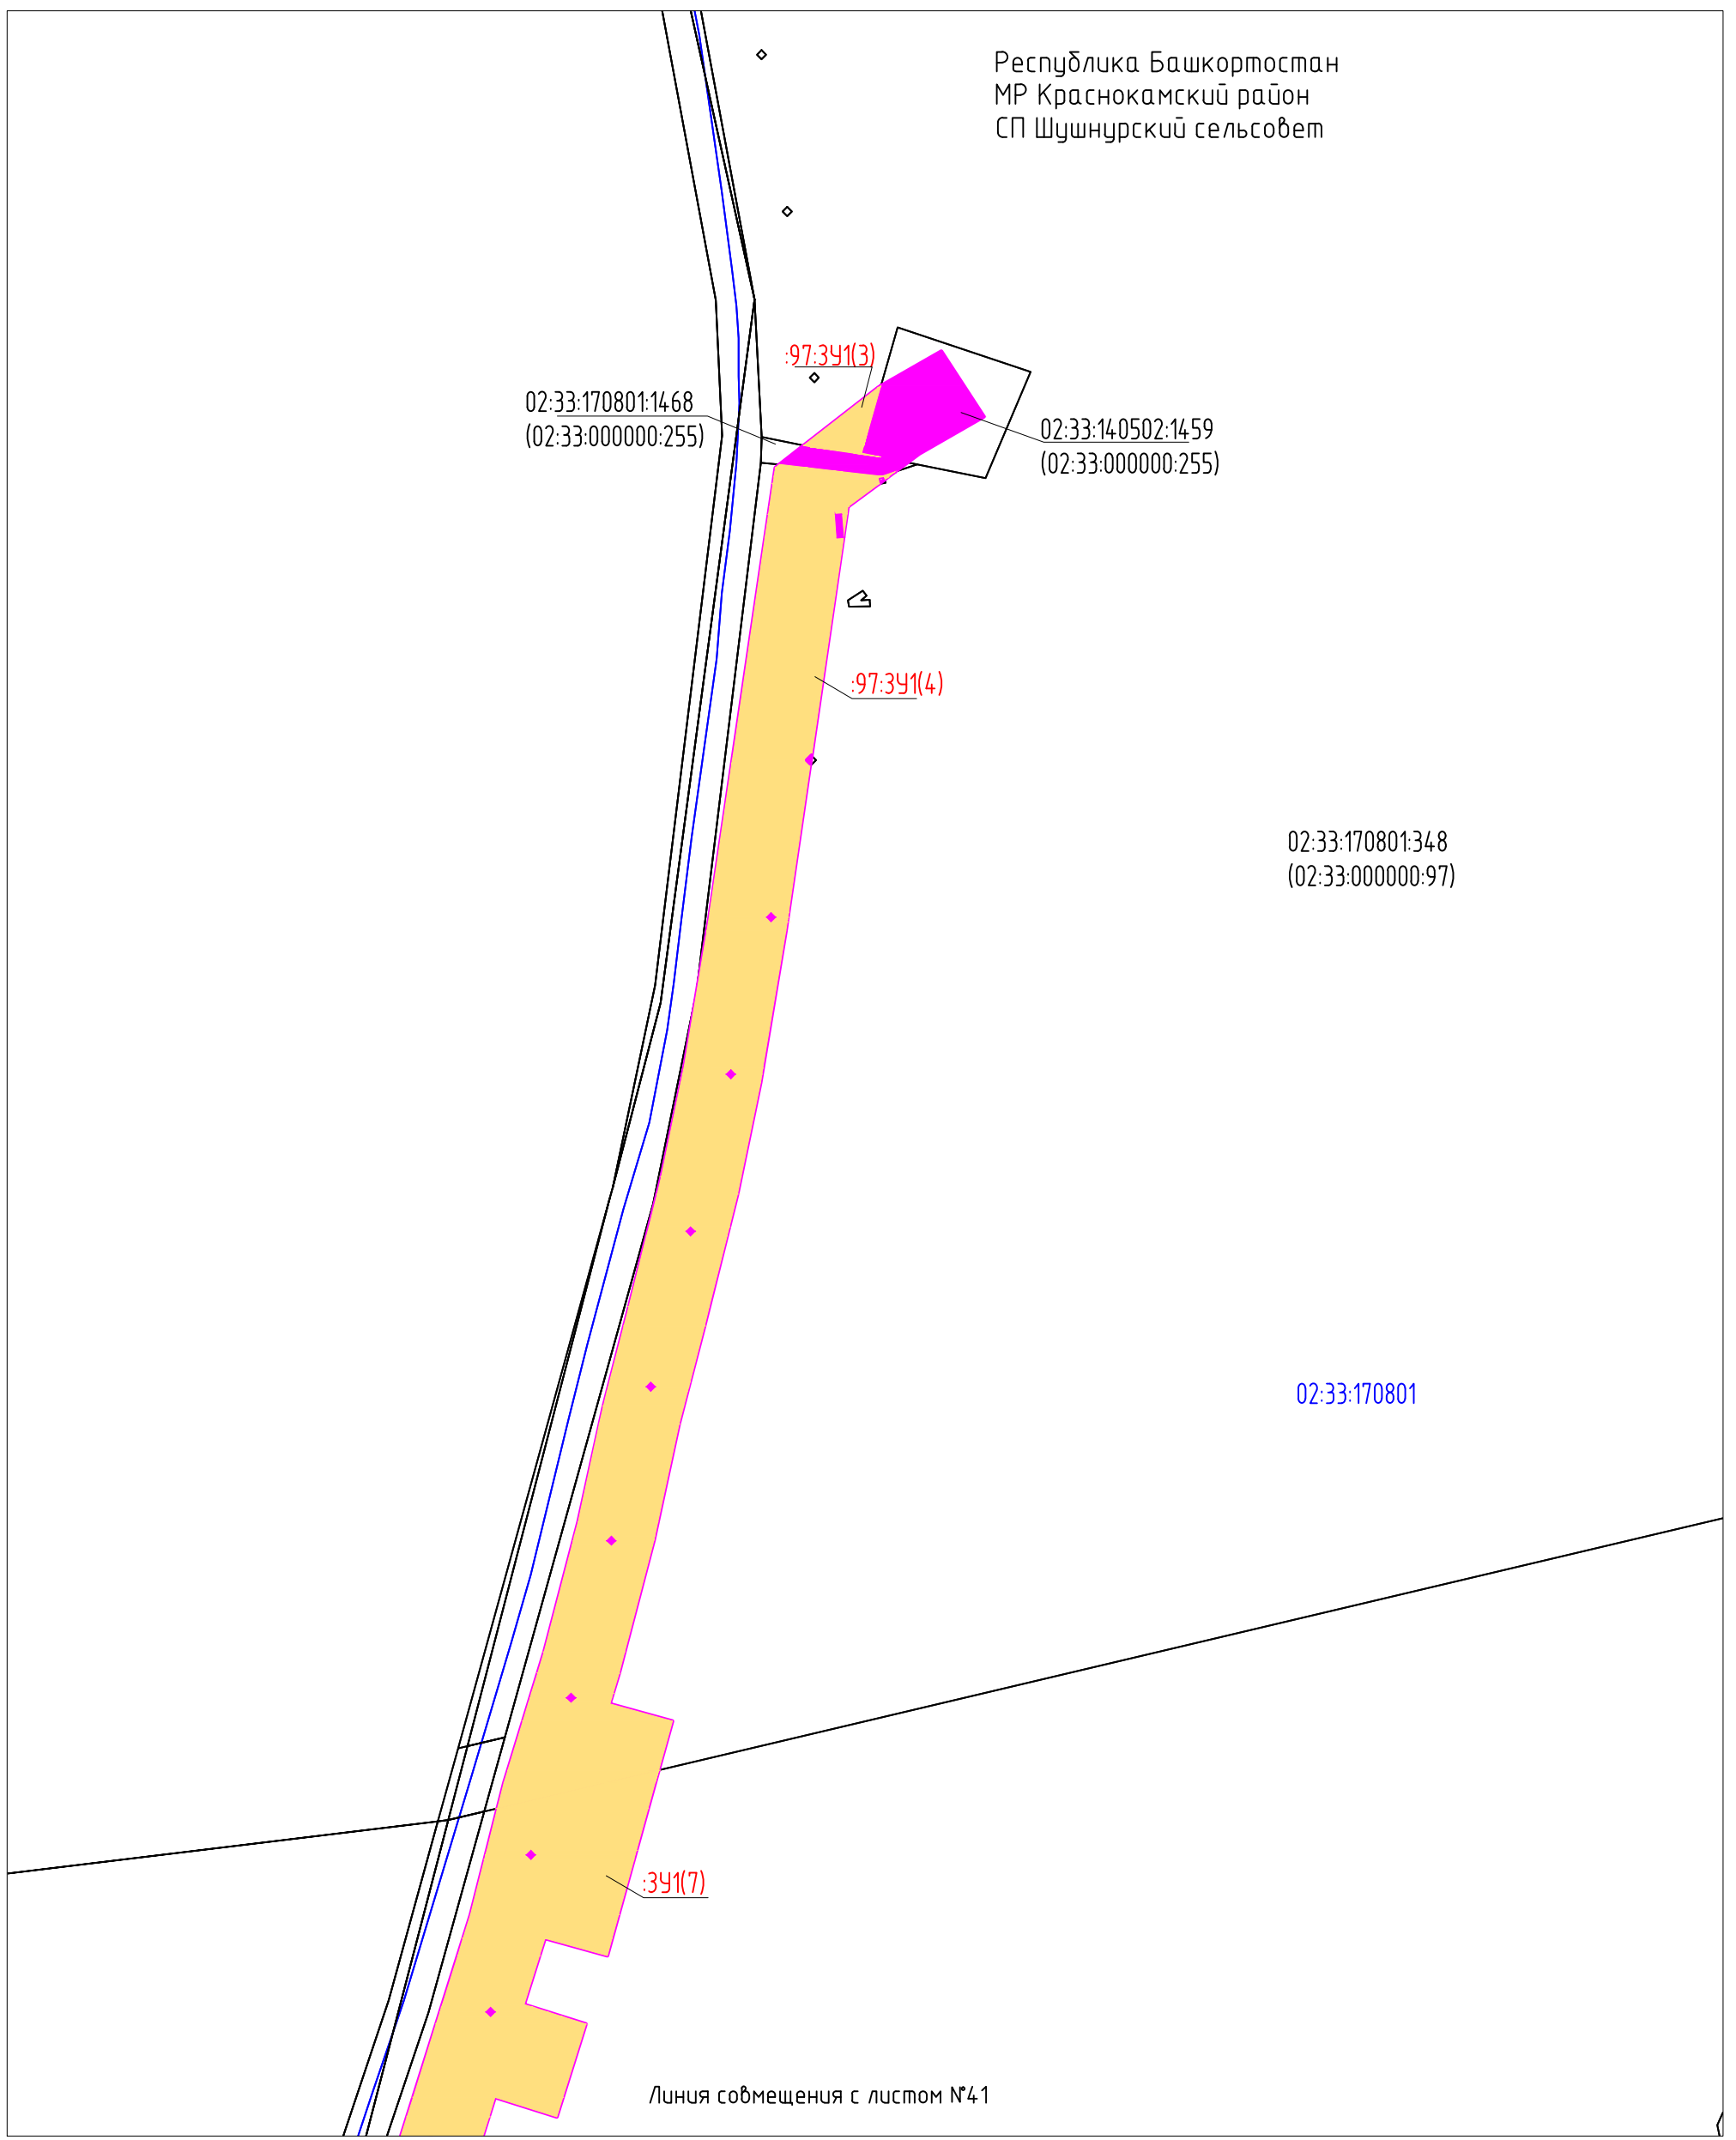 Республика Башкортостан
МР Краснокамский район
СП Шушнурский сельсовет
:97:ЗУ1(3)
02:33:170801:1468
(02:33:000000:255)
02:33:140502:1459
(02:33:000000:255)
:97:ЗУ1(4)
02:33:170801:348
(02:33:000000:97)
02:33:170801
:ЗУ1(7)
Линия совмещения с листом №41